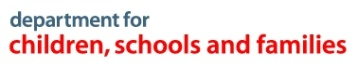 department for
children, schools and families